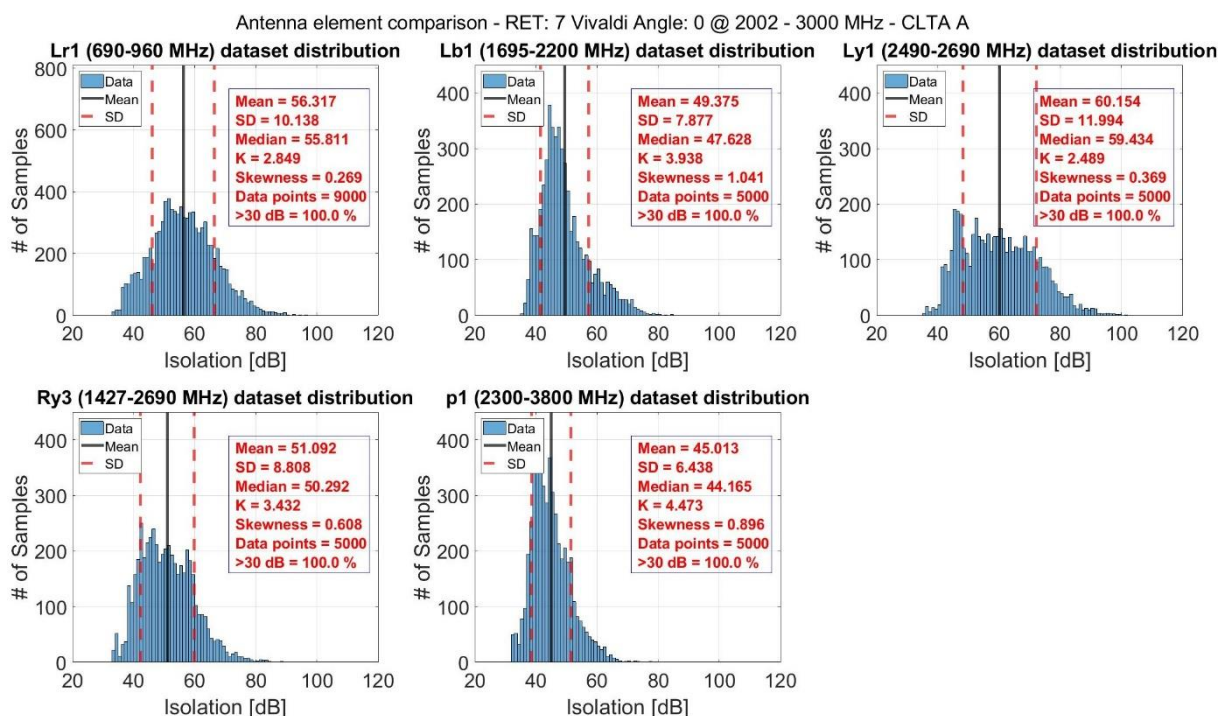 Antenna element comparison - RET: 7 Vivaldi Angle: 0 @ 2002 - 3000 MHz - CLTA A
Lr1 (690-960 MHz) dataset distribution
800
600
400
200
0
# of Samples
20 40 60 80 100 120
Isolation [dB]
Data
Mean
SD
Mean = 56.317
SD = 10.138
Median = 55.811
K = 2.849
Skewness = 0.269
Data points = 9000
>30 dB = 100.0 %
Lb1 (1695-2200 MHz) dataset distribution
400
300
200
100
0
# of Samples
20 40 60 80 100 120
Isolation [dB]
Data
Mean
SD
Mean = 49.375
SD = 7.877
Median = 47.628
K = 3.938
Skewness = 1.041
Data points = 5000
>30 dB = 100.0 %
Ly1 (2490-2690 MHz) dataset distribution
400
300
200
100
0
# of Samples
20 40 60 80 100 120
Isolation [dB]
Data
Mean
SD
Mean = 60.154
SD = 11.994
Median = 59.434
K = 2.489
Skewness = 0.369
Data points = 5000
>30 dB = 100.0 %
Ry3 (1427-2690 MHz) dataset distribution
400
300
200
100
0
# of Samples
20 40 60 80 100 120
Isolation [dB]
Data
Mean
SD
Mean = 51.092
SD = 8.808
Median = 50.292
K = 3.432
Skewness = 0.608
Data points = 5000
>30 dB = 100.0 %
p1 (2300-3800 MHz) dataset distribution
400
300
200
100
0
# of Samples
20 40 60 80 100 120
Isolation [dB]
Data
Mean
SD
Mean = 45.013
SD = 6.438
Median = 44.165
K = 4.473
Skewness = 0.896
Data points = 5000
>30 dB = 100.0 %